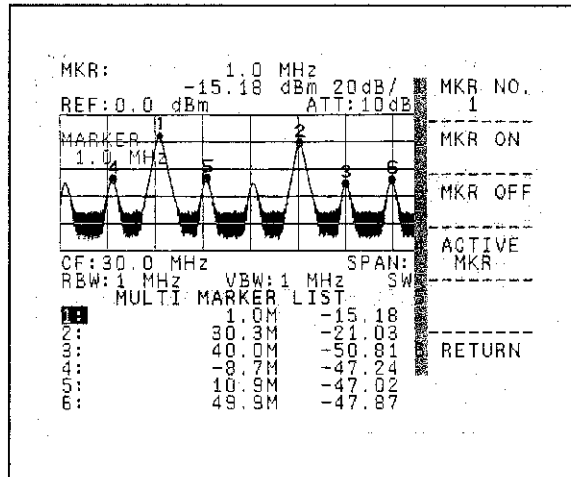 MKR: 1.0 MHz
-15.18 dBm 20dB/
REF:0.0 dBm ATT:10dB
MARKER
1.0 MHz
1
2
4
5
3
6
CF:30.0 MHz SPAN:
RBW:1 MHz VBW:1 MHz SW
MULTI MARKER LIST
1: 1.0M -15.18
2: 30.3M -21.03
3: 40.0M -50.81
4: -8.7M -47.24
5: 10.9M -47.02
6: 49.9M -47.87
MKR NO.
1
MKR ON
MKR OFF
ACTIVE
MKR
RETURN